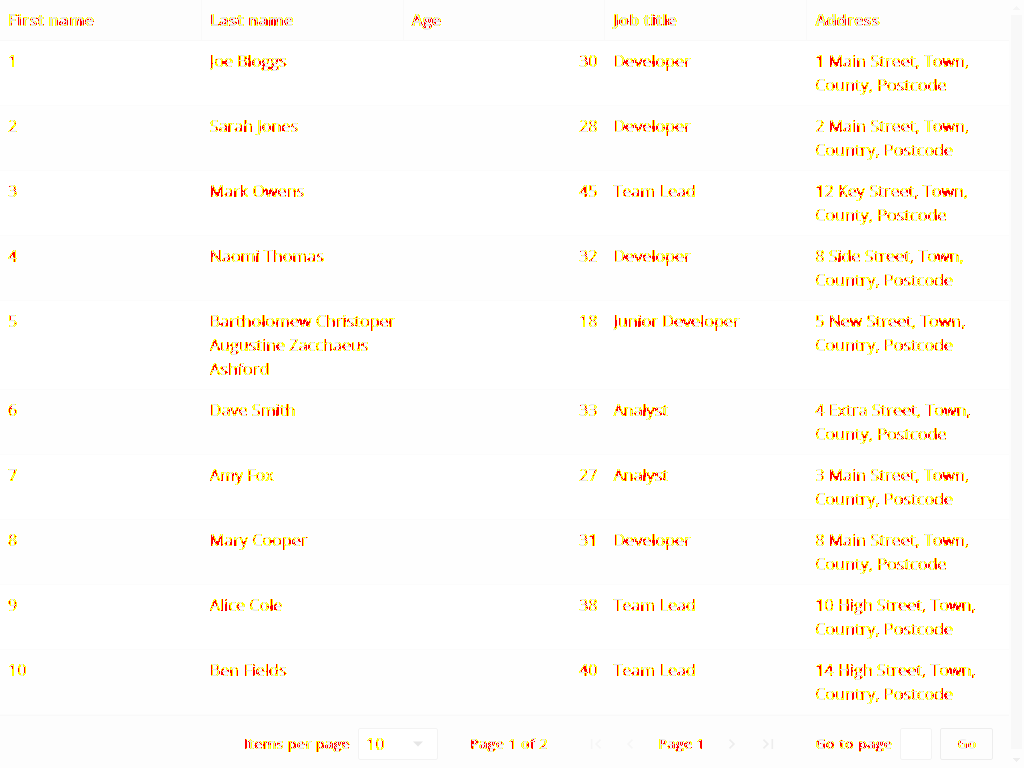 First name Last name Age Job title Address
1 Joe Bloggs 30 Developer 1 Main Street, Town,
County, Postcode
2 Sarah Jones 28 Developer 2 Main Street, Town,
Country, Postcode
3 Mark Owens 45 Team Lead 12 Key Street, Town,
County, Postcode
4 Naomi Thomas 32 Developer 8 Side Street, Town,
Country, Postcode
5 Bartholomew Christoper 18 Junior Developer 5 New Street, Town,
Augustine Zacchaeus Country, Postcode
Ashford
6 Dave Smith 33 Analyst 4 Extra Street, Town,
County, Postcode
7 Amy Fox 27 Analyst 3 Main Street, Town,
County, Postcode
8 Mary Cooper 31 Developer 8 Main Street, Town,
County, Postcode
9 Alice Cole 38 Team Lead 10 High Street, Town,
Country, Postcode
10 Ben Fields 40 Team Lead 14 High Street, Town,
Country, Postcode
Items per page 10 Page 1 of 2 Page 1 Go to page Go